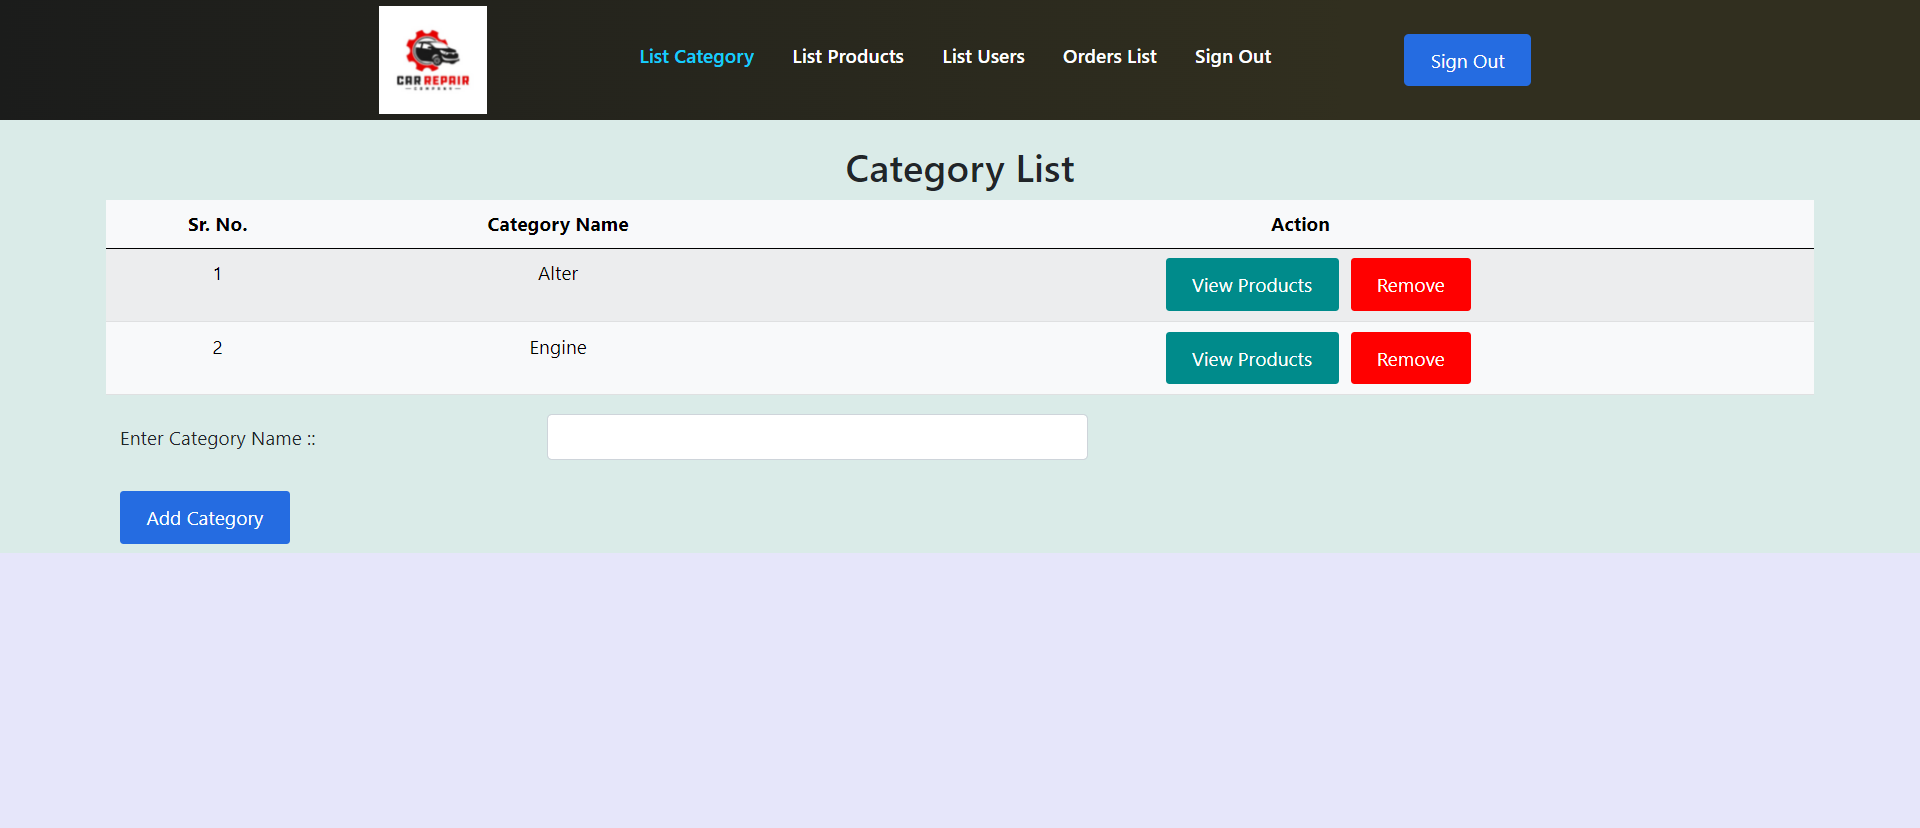 CAR REPAIR
COMPANY
List Category List Products List Users Orders List Sign Out
Sign Out
Category List
Sr. No. Category Name Action
1 Alter View Products Remove
2 Engine View Products Remove
Enter Category Name ::
Add Category